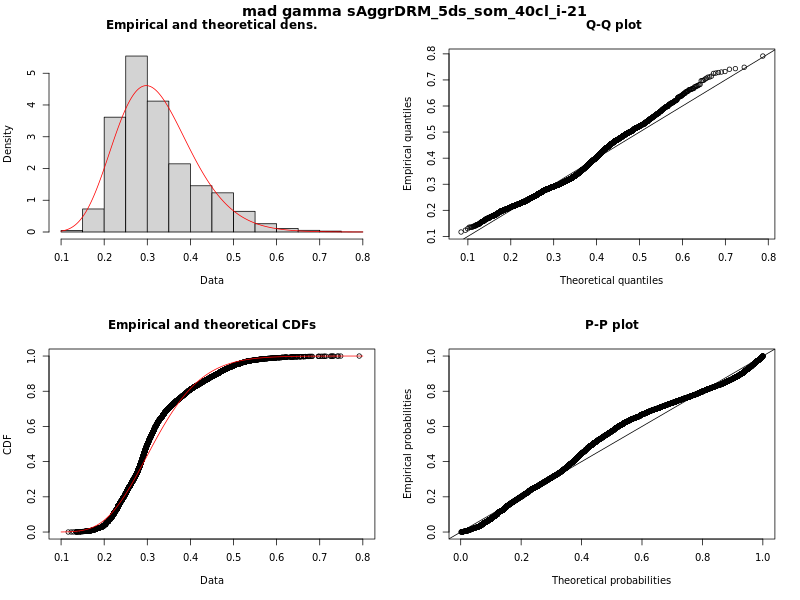 mad gamma sAggrDRM_5ds_som_40cl_i-21
Empirical and theoretical dens.
Density
0 1 2 3 4 5
0.1 0.2 0.3 0.4 0.5 0.6 0.7 0.8
Data
Q-Q plot
Empirical quantiles
0.1 0.2 0.3 0.4 0.5 0.6 0.7 0.8
0.1 0.2 0.3 0.4 0.5 0.6 0.7 0.8
Theoretical quantiles
Empirical and theoretical CDFs
CDF
0.0 0.2 0.4 0.6 0.8 1.0
0.1 0.2 0.3 0.4 0.5 0.6 0.7 0.8
Data
P-P plot
Empirical probabilities
0.0 0.2 0.4 0.6 0.8 1.0
0.0 0.2 0.4 0.6 0.8 1.0
Theoretical probabilities